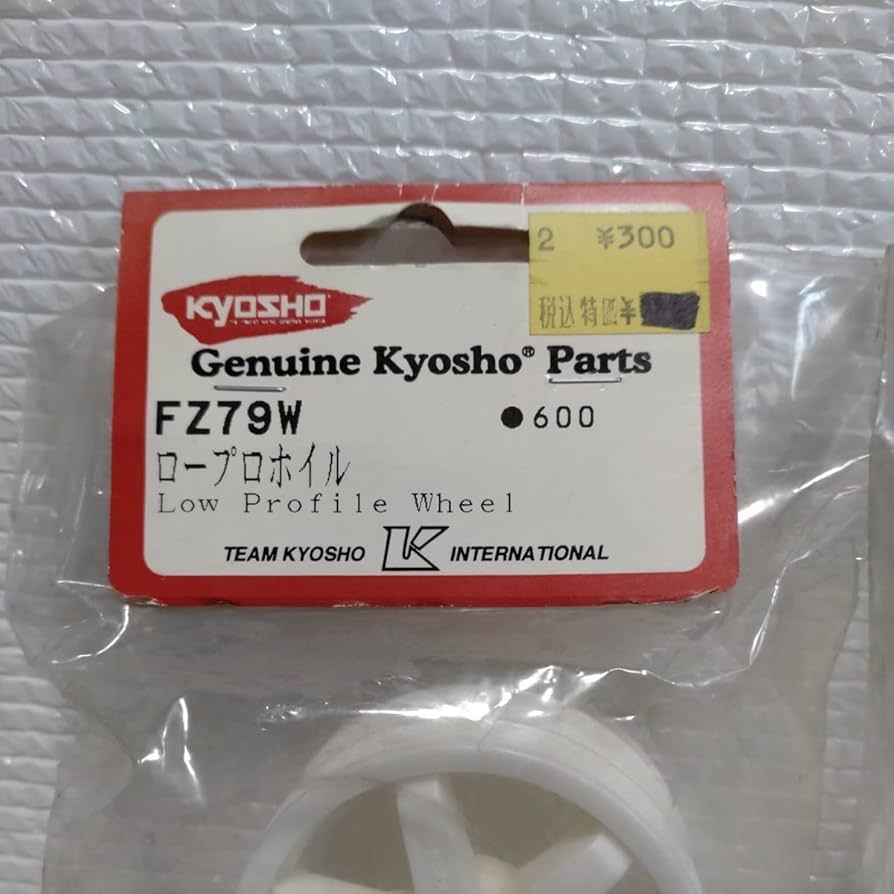 2 ¥300
税込特価¥
KYOSHO
Genuine Kyosho® Parts
FZ79W ●600
ロープロホイル
Low Profile Wheel
TEAM KYOSHO K INTERNATIONAL